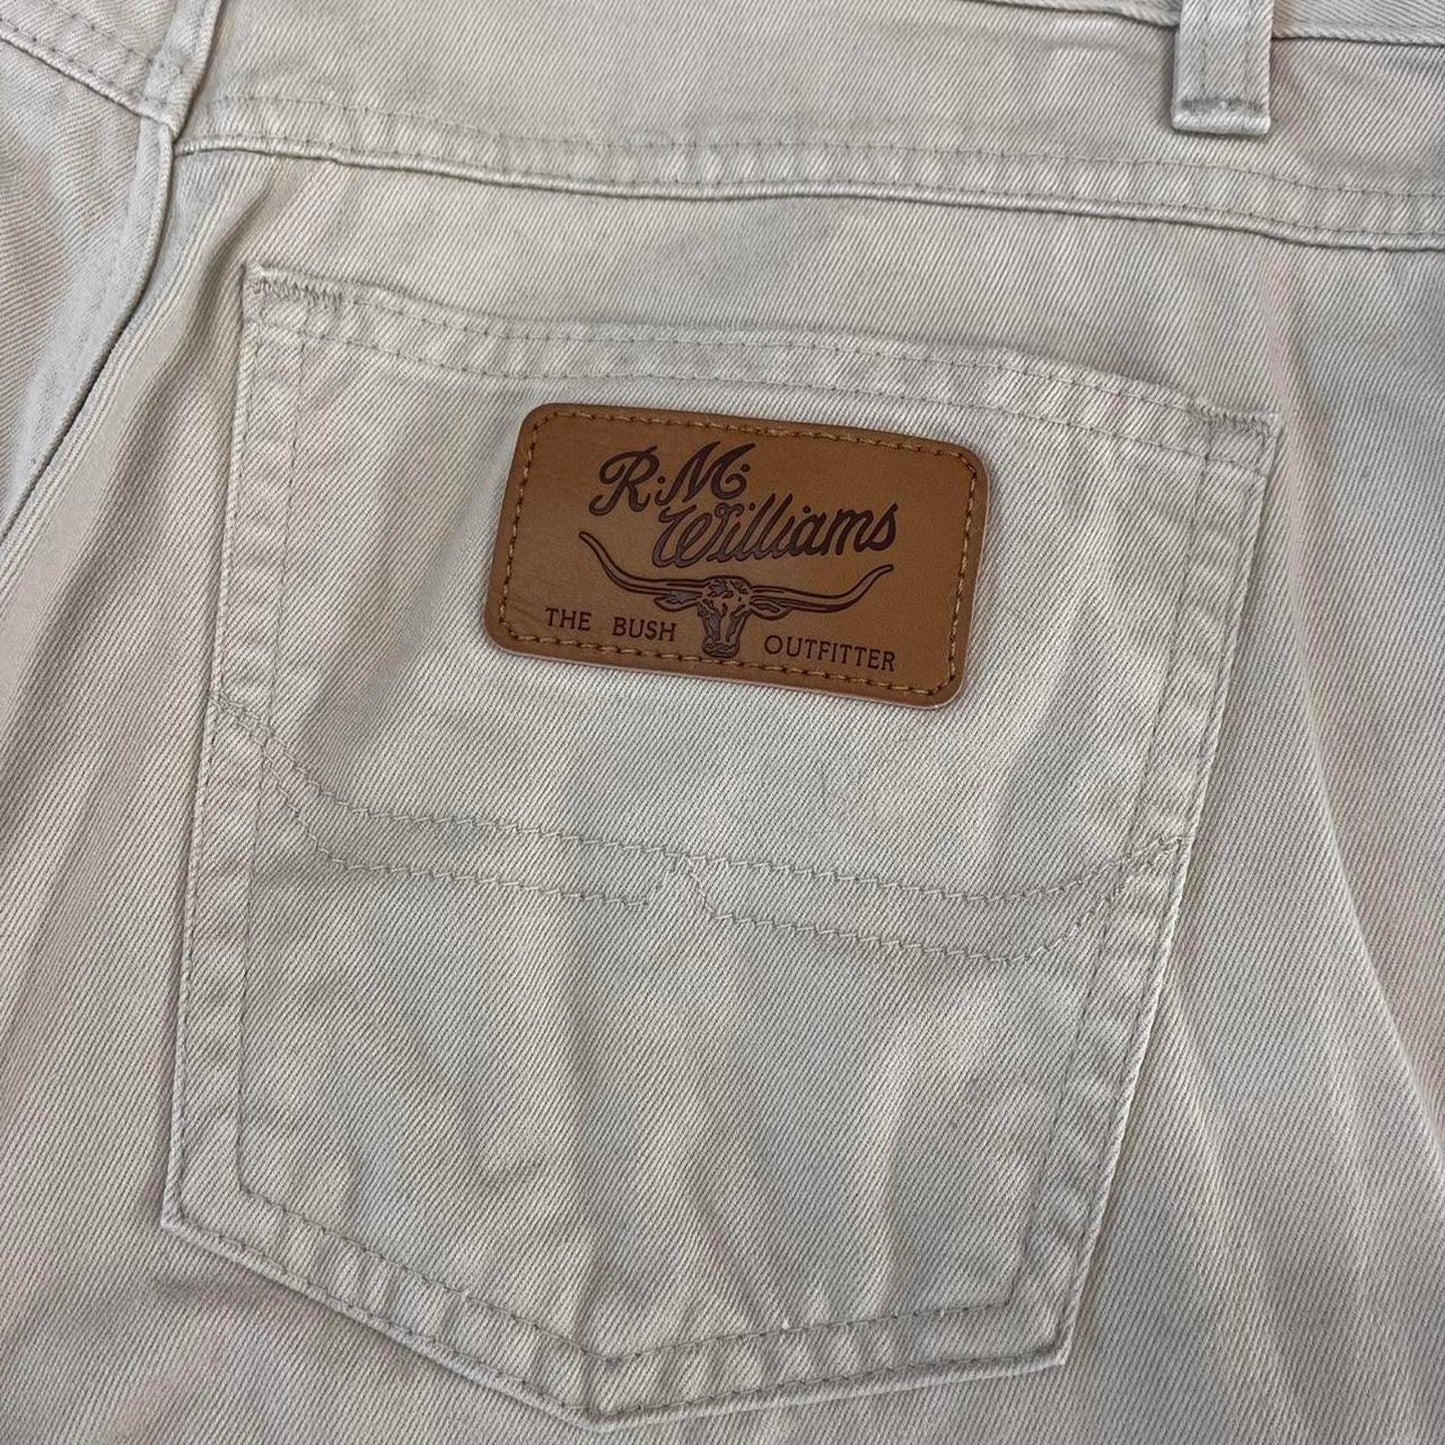 R.M.
Williams
THE BUSH OUTFITTER